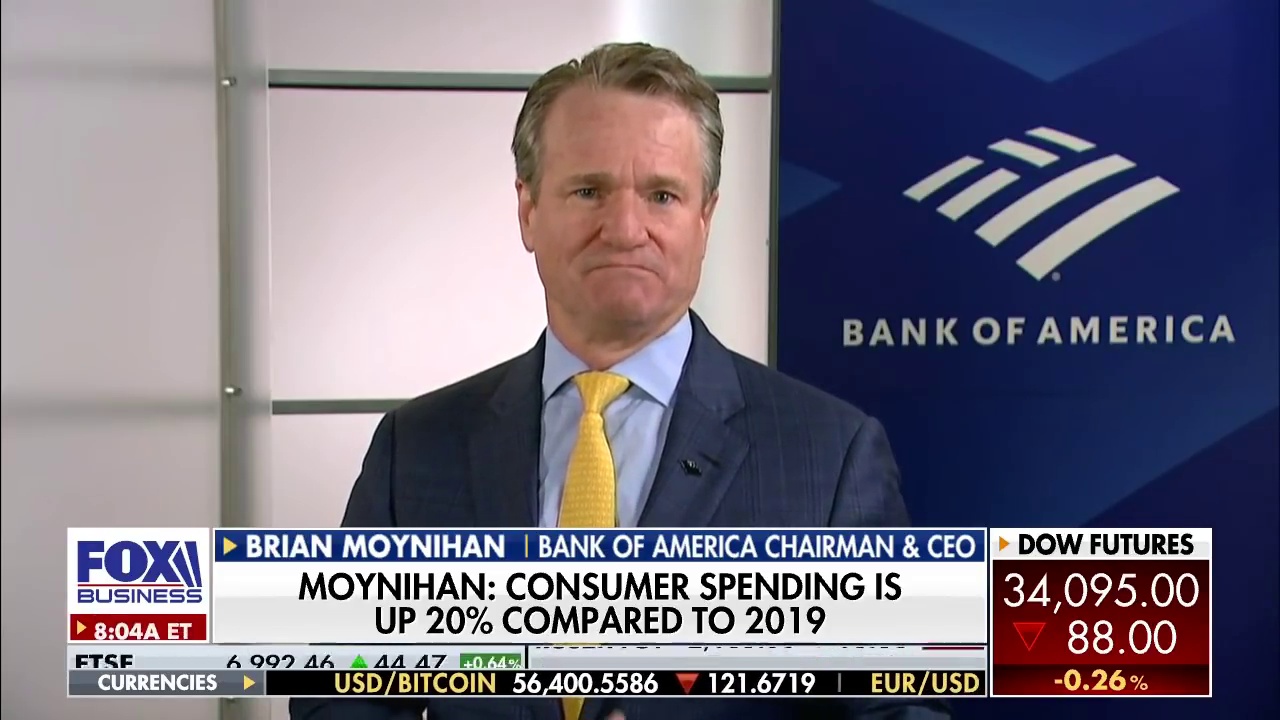 BANK OF AMERICA
BRIAN MOYNIHAN | BANK OF AMERICA CHAIRMAN & CEO
MOYNIHAN: CONSUMER SPENDING IS
UP 20% COMPARED TO 2019
FOX
BUSINESS
8:04A ET
DOW FUTURES
34,095.00
88.00
-0.26%
FTSE 6,992.46 44.47 +0.64%
CURRENCIES USD/BITCOIN 56,400.5586 121.6719 | EUR/USD